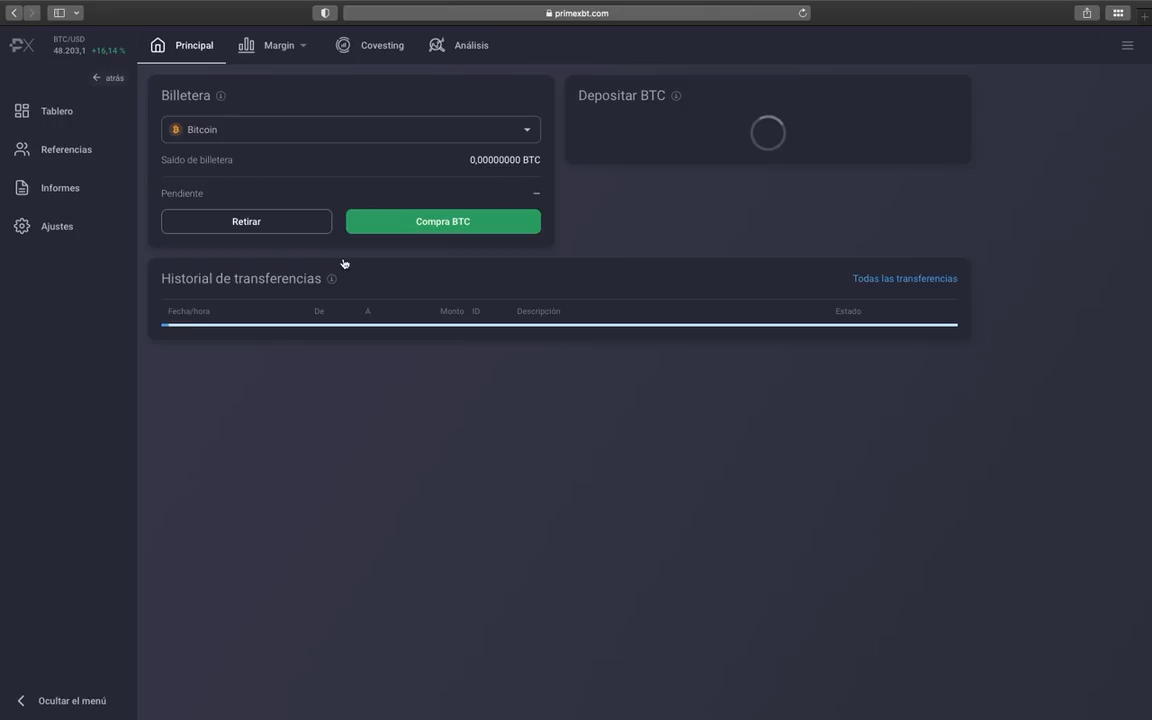 primexbt.com
BTC/USD
48.203,1 +16,14 %
Principal
Margin
Covesting
Análisis
atrás
Tablero
Referencias
Informes
Ajustes
Billetera
Bitcoin
Saldo de billetera 0,00000000 BTC
Pendiente –
Retirar
Compra BTC
Depositar BTC
Historial de transferencias
Todas las transferencias
Fecha/hora De A Monto ID Descripción Estado
Ocultar el menú